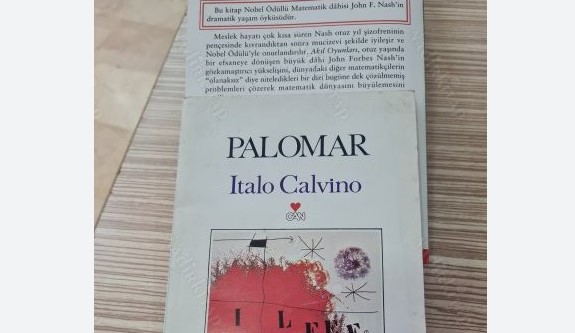 Bu kitap Nobel Ödüllü Matematik dâhisi John F. Nash'in
dramatik yaşam öyküsüdür.
Meslek hayatı çok kısa süren Nash otuz yıl şizofreninin
pençesinde kıvrandıktan sonra mucizevi şekilde iyileşir ve
Nobel Ödülü'yle onurlandırılır. Akıl Oyunları, oruz yaşında
bir efsaneye dönüşen büyük dâhi John Forbes Nash'in
gözkamaştırıcı yükselişini, dünyadaki diğer matematikçilerin
"olanaksız" diye niteledikleri bir dizi bugüne dek çözülmemiş
problemleri çözerek matematik dünyasını büyülemesini
PALOMAR
Italo Calvino
CAN
I L E E E